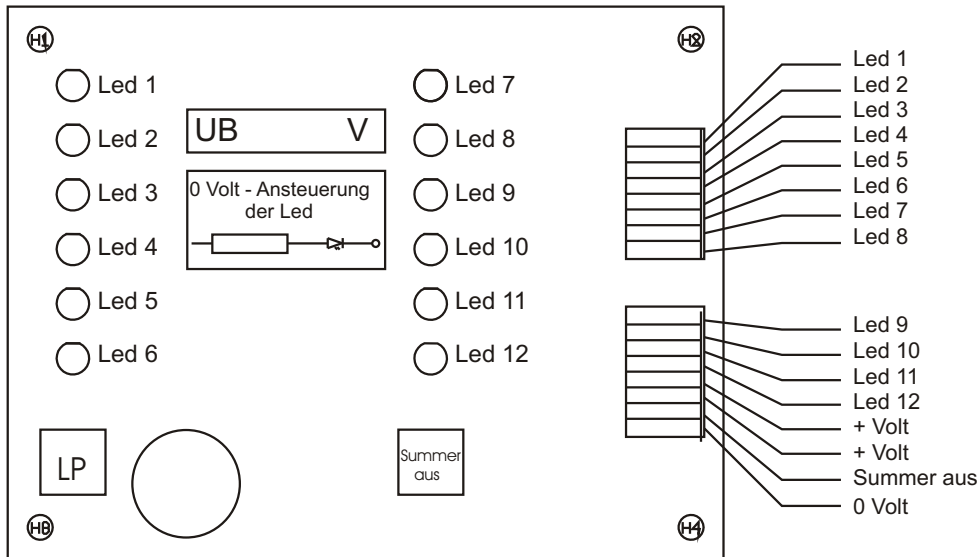 H1
H2
Led 1
Led 2
Led 3
Led 4
Led 5
Led 6
UB V
0 Volt - Ansteuerung
der Led
Led 7
Led 8
Led 9
Led 10
Led 11
Led 12
LP
Summer
aus
H4
Led 1
Led 2
Led 3
Led 4
Led 5
Led 6
Led 7
Led 8
Led 9
Led 10
Led 11
Led 12
+ Volt
+ Volt
Summer aus
0 Volt